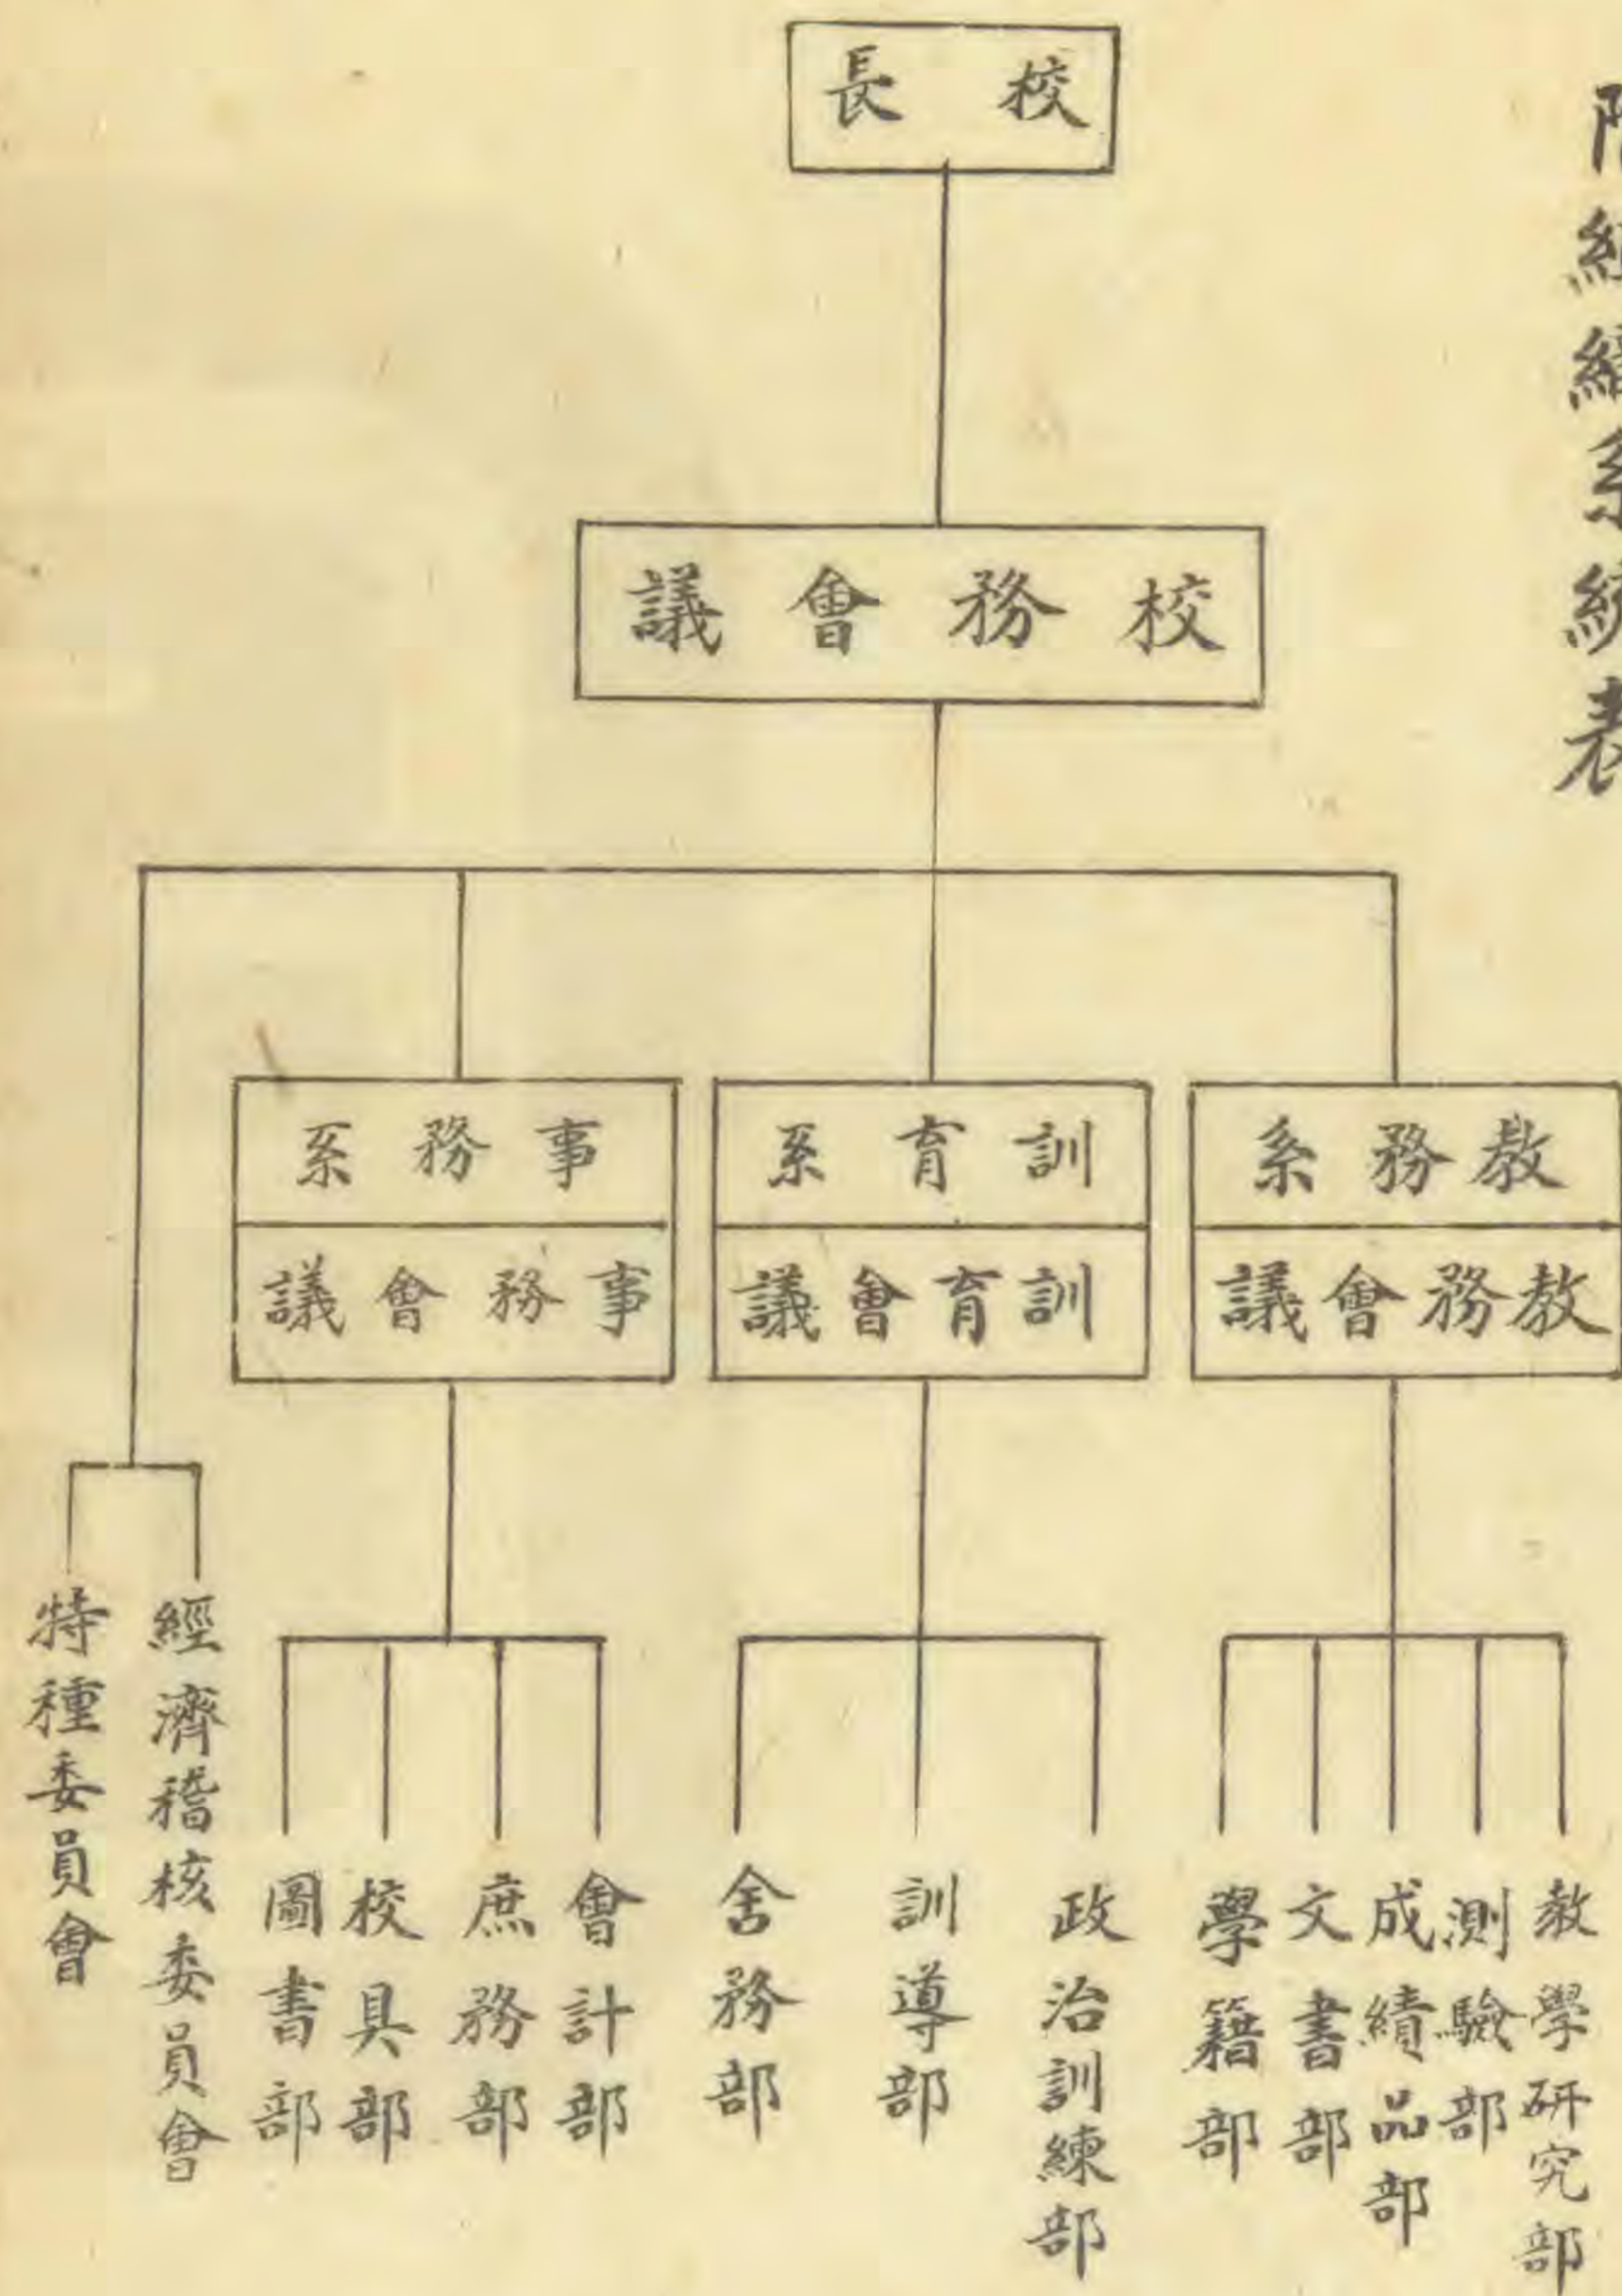 系統表
校長
校務會議
教務系
教務會議
訓育系
訓育會議
事務系
事務會議
教學研究部
測驗部
成績品部
文書部
學籍部
政治訓練部
訓導部
舍務部
會計部
庶務部
校具部
圖書部
經濟稽核委員會
特種委員會